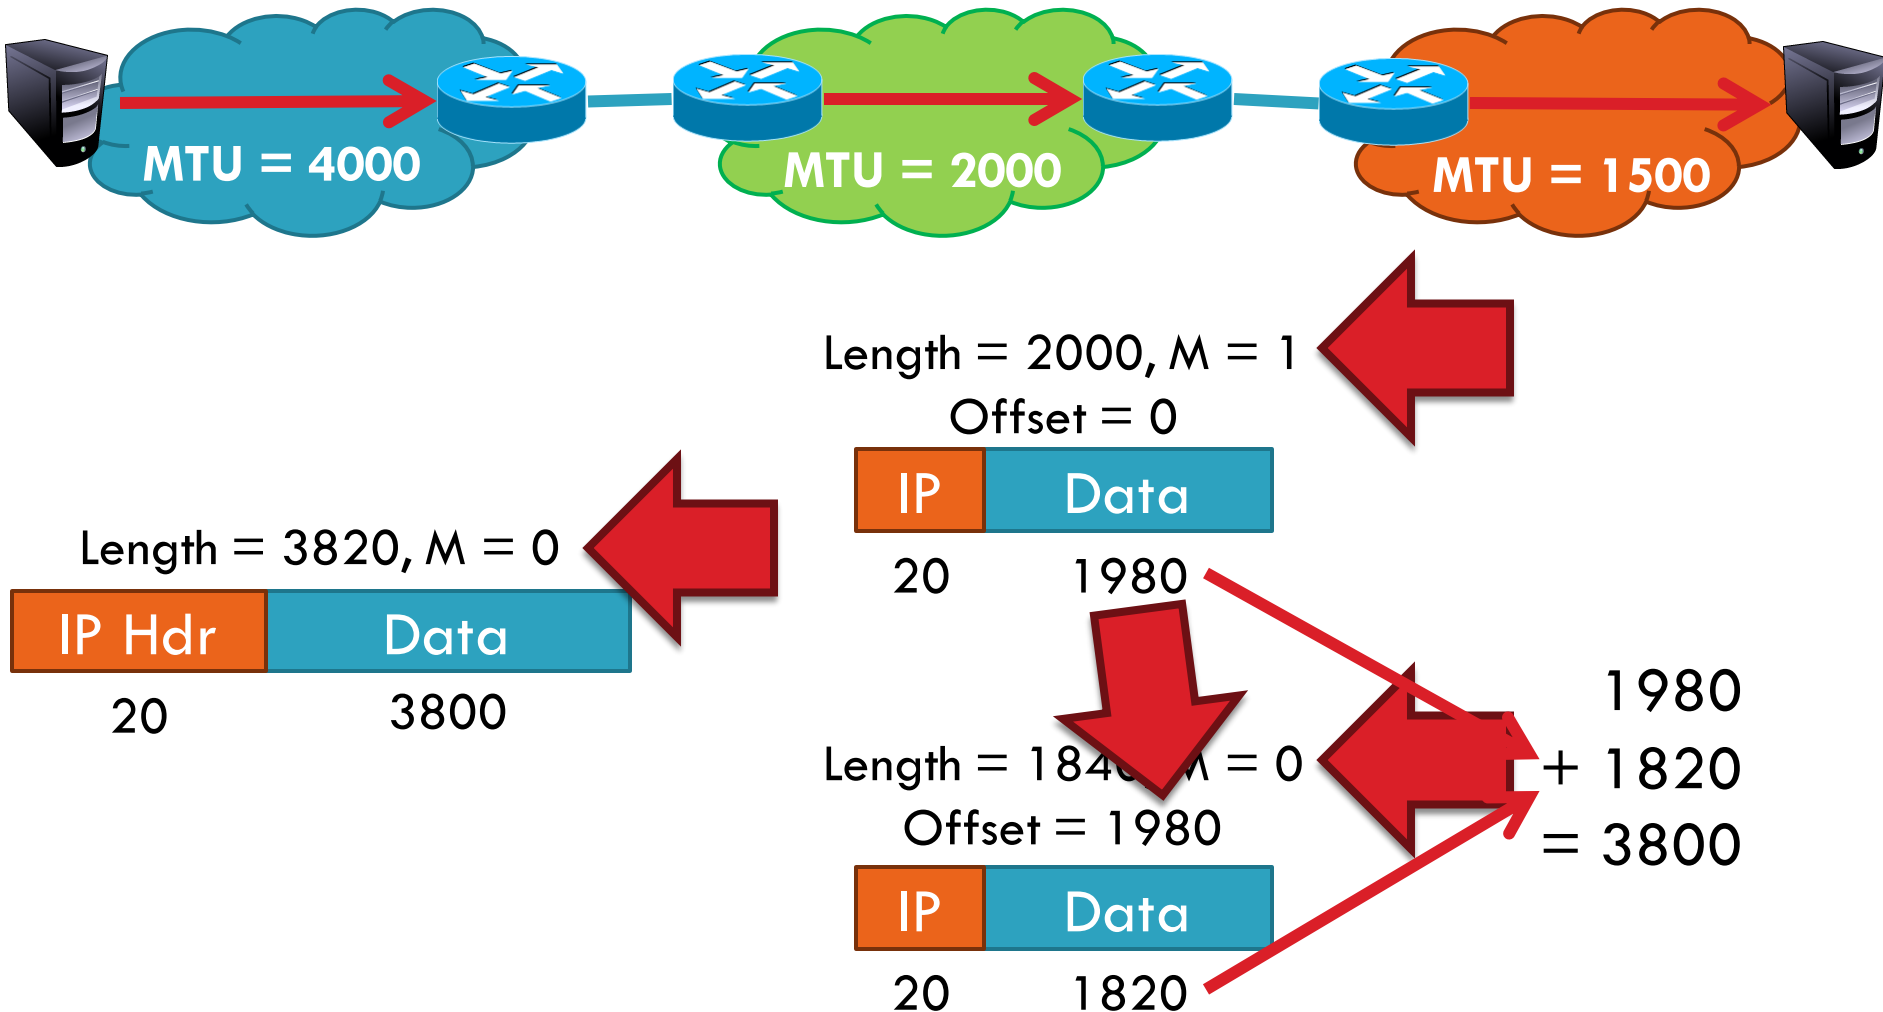 MTU = 4000
MTU = 2000
MTU = 1500
Length = 2000, M = 1
Offset = 0
IP Data
20 1980
Length = 3820, M = 0
IP Hdr Data
20 3800
Length = 1840, M = 0
Offset = 1980
IP Data
20 1820
1980
+ 1820
= 3800